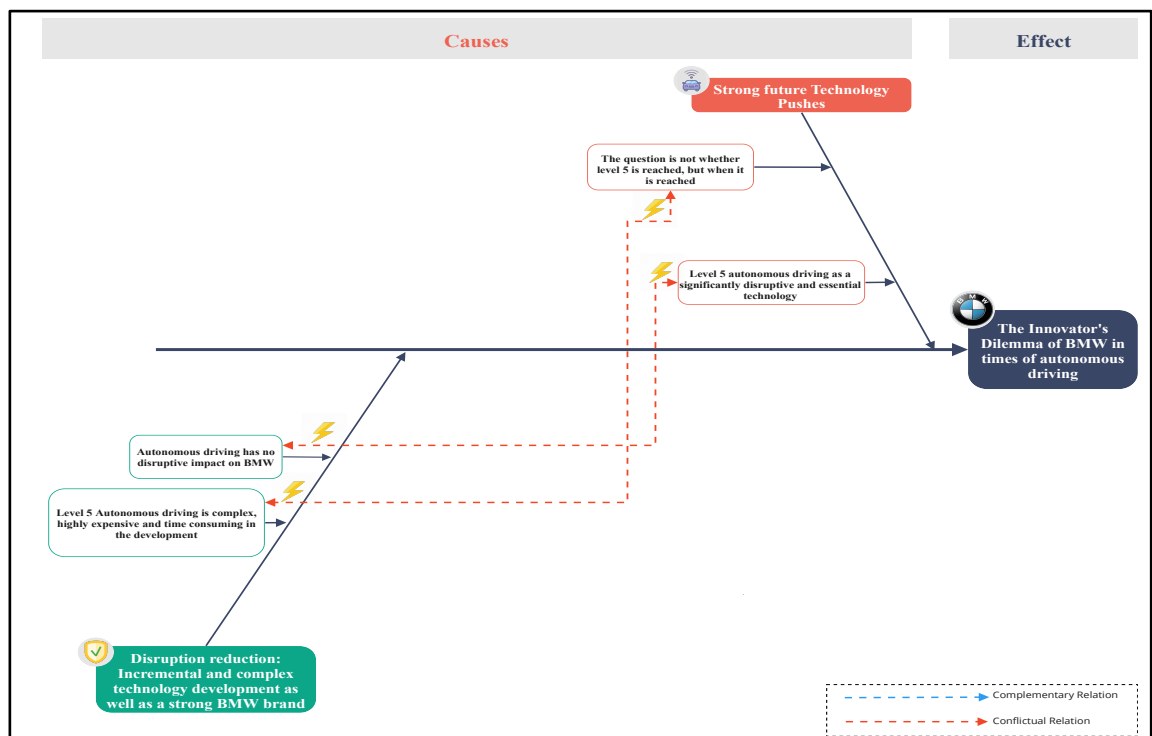 Causes
Effect
Strong future Technology
Pushes
The question is not whether
level 5 is reached, but when it
is reached
Level 5 autonomous driving as a
significantly disruptive and essential
technology
BMW
The Innovator's
Dilemma of BMW in
times of autonomous
driving
Autonomous driving has no
disruptive impact on BMW
Level 5 Autonomous driving is complex,
highly expensive and time consuming in
the development
Disruption reduction:
Incremental and complex
technology development as
well as a strong BMW brand
Complementary Relation
Conflictual Relation